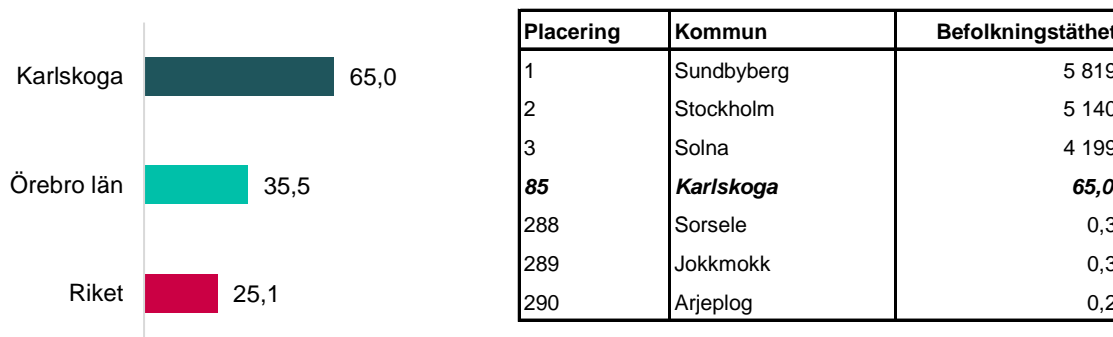 Karlskoga 65,0
Örebro län 35,5
Riket 25,1
Placering Kommun Befolkningstäthet
1 Sundbyberg 5 819
2 Stockholm 5 140
3 Solna 4 199
85 Karlskoga 65,0
288 Sorsele 0,3
289 Jokkmokk 0,3
290 Arjeplog 0,2